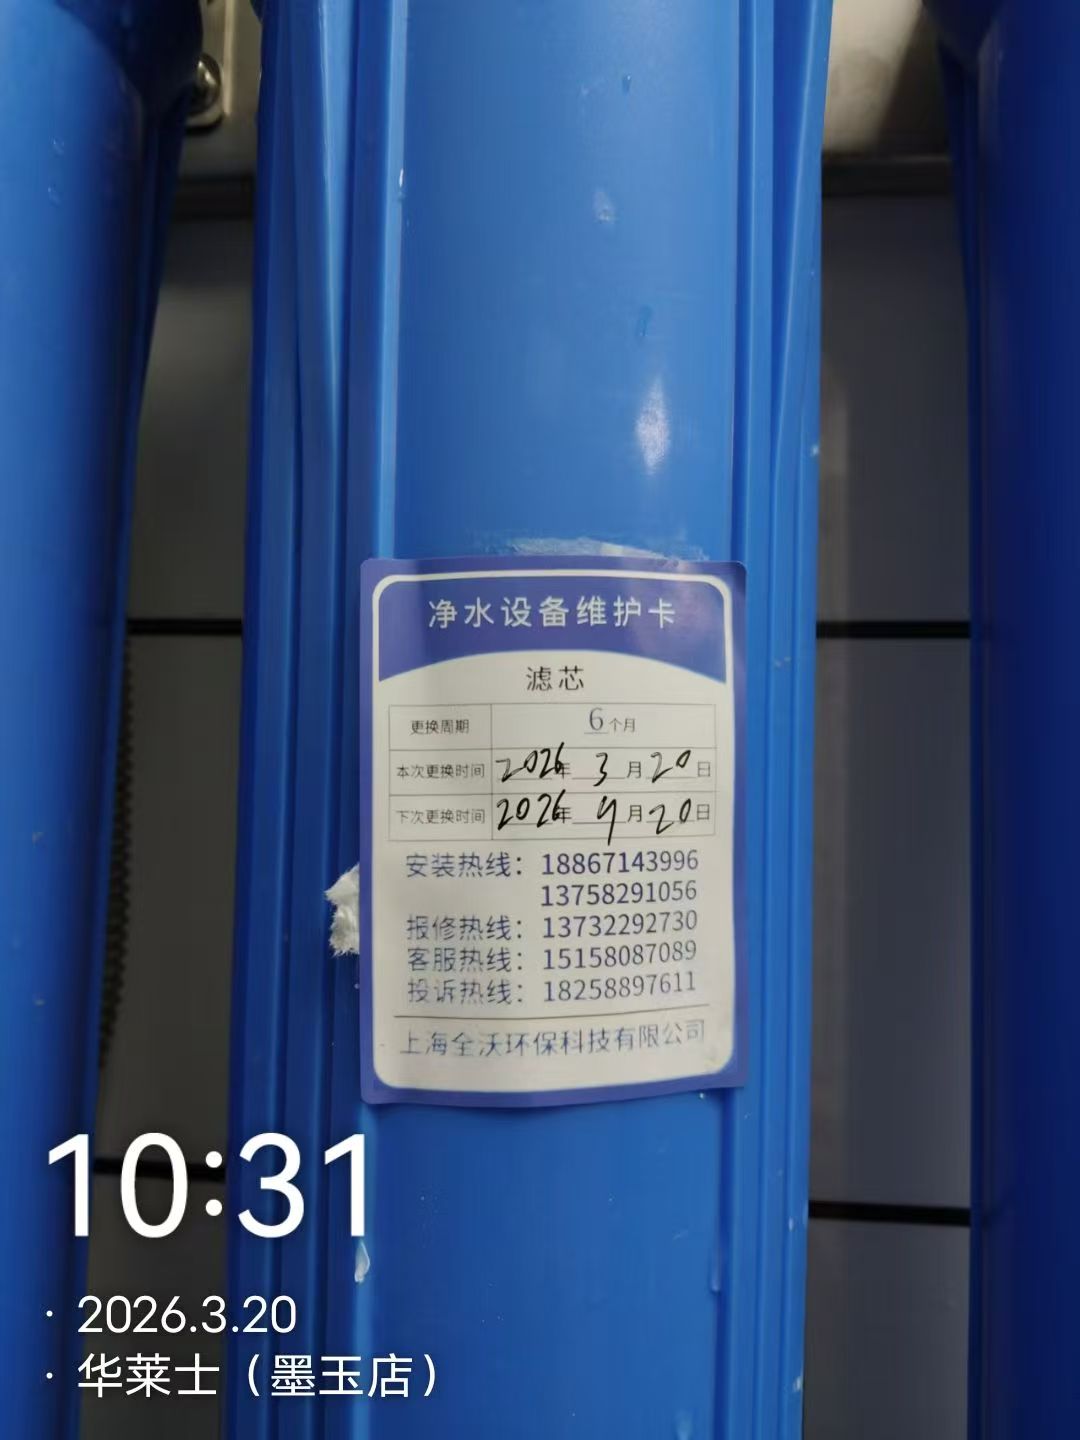 净水设备维护卡
滤芯
更换周期 6个月
本次更换时间 2026年3月20日
下次更换时间 2026年9月20日
安装热线：18867143996
13758291056
报修热线：13732292730
客服热线：15158087089
投诉热线：18258897611
上海全沃环保科技有限公司
10:31
· 2026.3.20
· 华莱士（墨玉店）